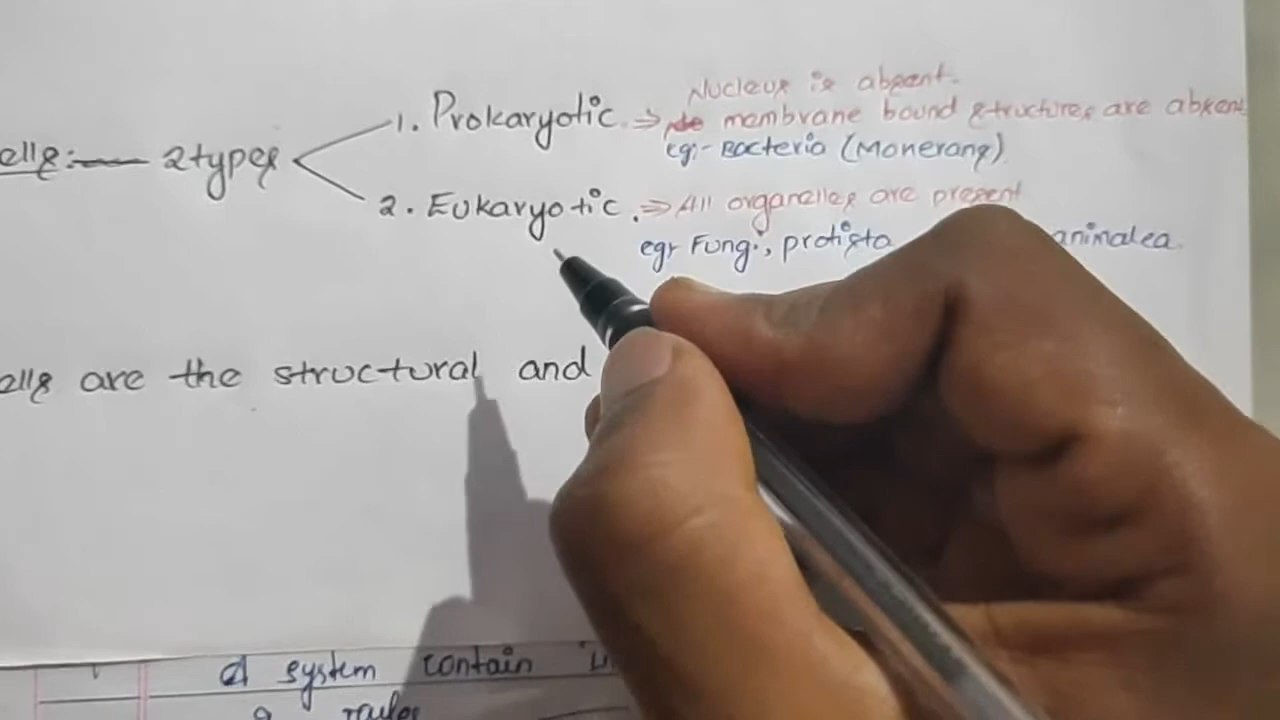 Nucleus is absent.
ells:— 2types 1. Prokaryotic. ⇒ membrane bound structures are absent
eg:- Bacteria (Monerans)
2. Eukaryotic. ⇒ All organelles are present
eg:- Fungi, protista animalea.
ells are the structural and
A system contain